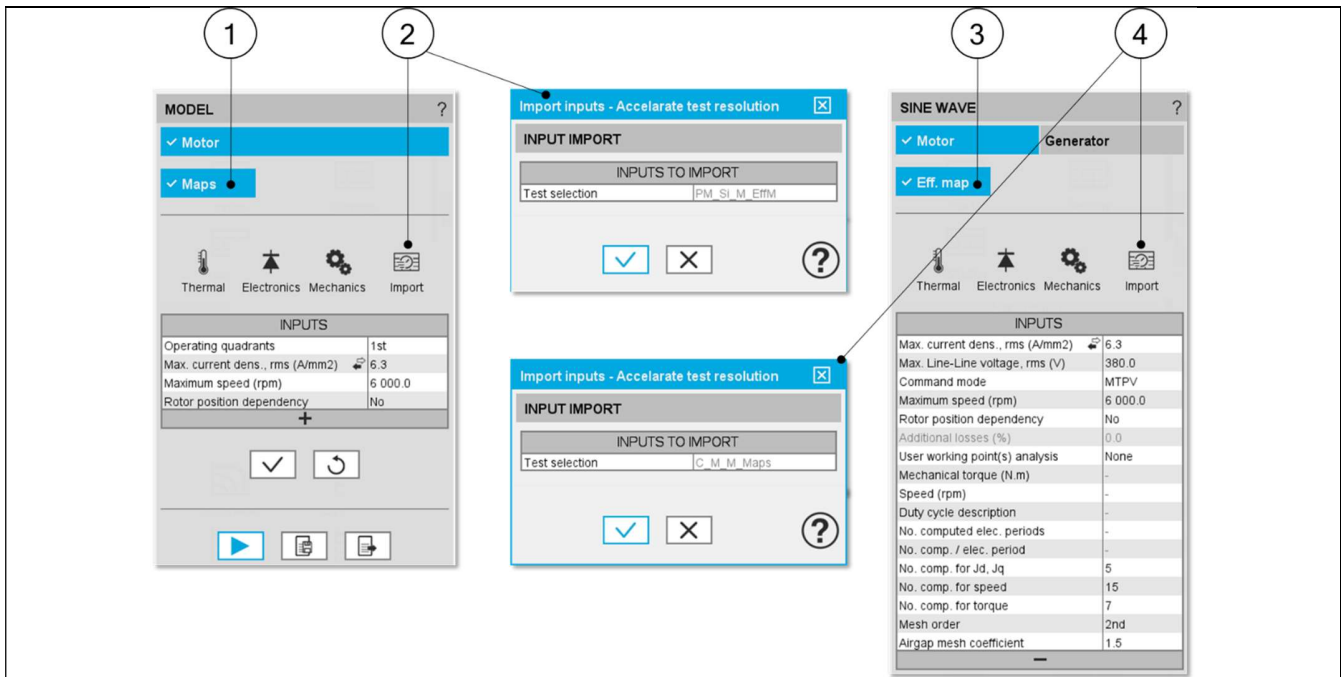 1
2
3
4
MODEL ?
Motor
Maps
Thermal Electronics Mechanics Import
INPUTS
Operating quadrants 1st
Max. current dens., rms (A/mm2) 6.3
Maximum speed (rpm) 6 000.0
Rotor position dependency No
+
Import inputs - Accelarate test resolution
INPUT IMPORT
INPUTS TO IMPORT
Test selection PM_Si_M_EffM
?
Import inputs - Accelarate test resolution
INPUT IMPORT
INPUTS TO IMPORT
Test selection C_M_M_Maps
?
SINE WAVE ?
Motor Generator
Eff. map
Thermal Electronics Mechanics Import
INPUTS
Max. current dens., rms (A/mm2) 6.3
Max. Line-Line voltage, rms (V) 380.0
Command mode MTPV
Maximum speed (rpm) 6 000.0
Rotor position dependency No
Additional losses (%) 0.0
User working point(s) analysis None
Mechanical torque (N.m) -
Speed (rpm) -
Duty cycle description -
No. computed elec. periods -
No. comp. / elec. period -
No. comp. for Jd, Jq 5
No. comp. for speed 15
No. comp. for torque 7
Mesh order 2nd
Airgap mesh coefficient 1.5
−